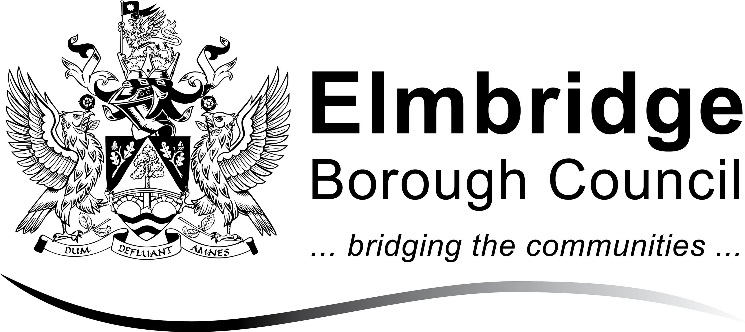 Elmbridge
Borough Council
... bridging the communities ...
DUM DEFLUANT AMNES